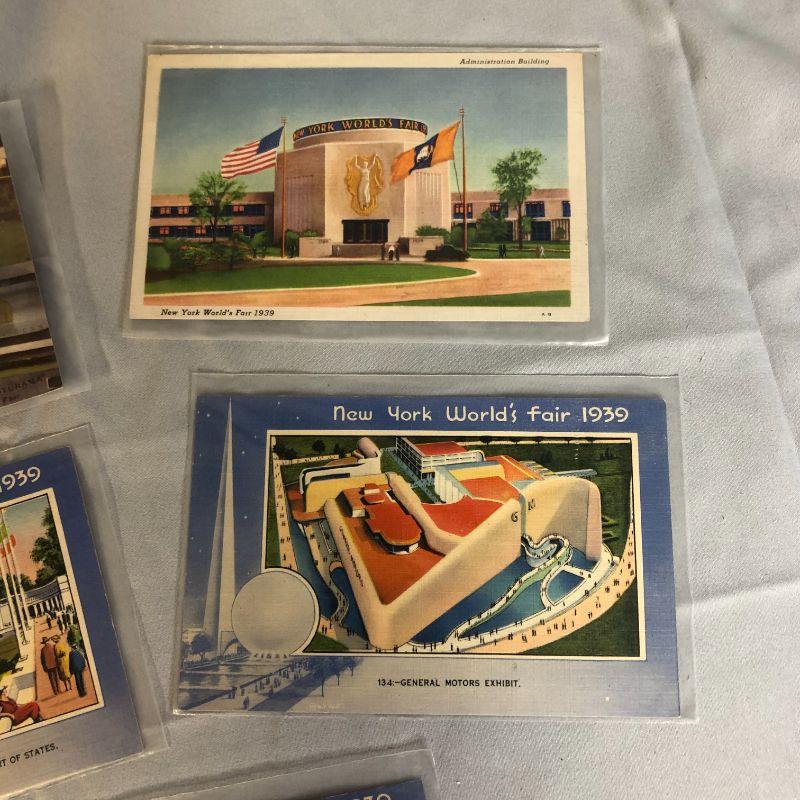 Administration Building
NEW YORK WORLD'S FAIR
New York World's Fair 1939
New York World's Fair 1939
G M
134:—GENERAL MOTORS EXHIBIT.
1939
OF STATES.